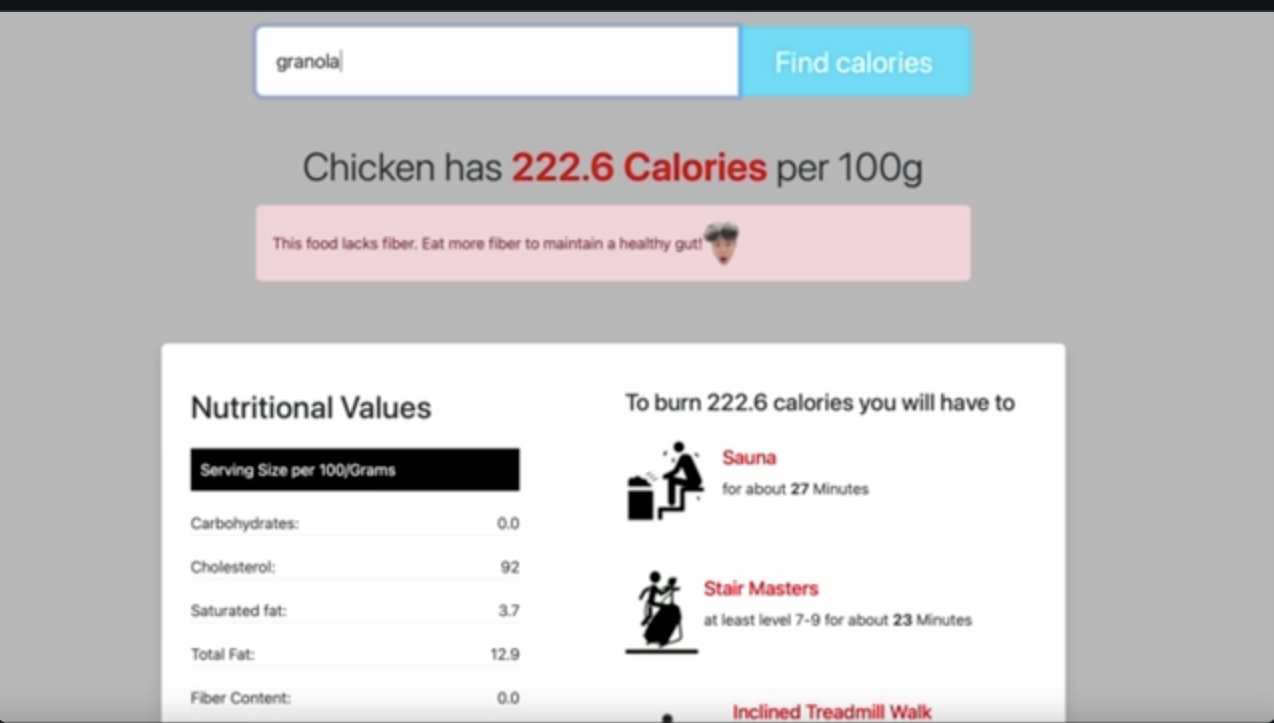 granola
Find calories
Chicken has 222.6 Calories per 100g
This food lacks fiber. Eat more fiber to maintain a healthy gut!
Nutritional Values
Serving Size per 100/Grams
Carbohydrates: 0.0
Cholesterol: 92
Saturated fat: 3.7
Total Fat: 12.9
Fiber Content: 0.0
To burn 222.6 calories you will have to
Sauna
for about 27 Minutes
Stair Masters
at least level 7-9 for about 23 Minutes
Inclined Treadmill Walk